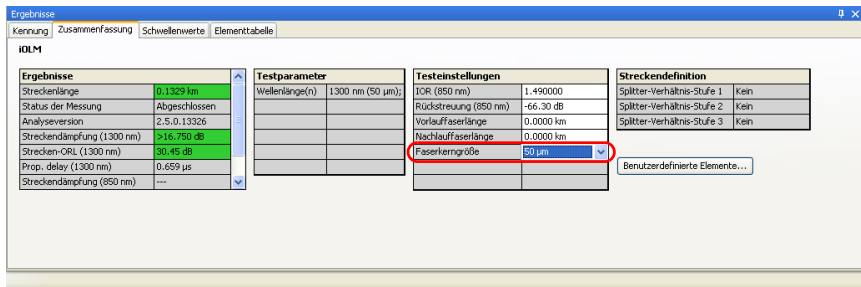 Ergebnisse
Kennung Zusammenfassung Schwellenwerte Elementtabelle
iOLM
Ergebnisse
Streckenlänge 0.1329 km
Status der Messung Abgeschlossen
Analyseversion 2.5.0.13326
Streckendämpfung (1300 nm) >16.750 dB
Strecken-ORL (1300 nm) 30.45 dB
Prop. delay (1300 nm) 0.659 µs
Streckendämpfung (850 nm) ---
Testparameter
Wellenlänge(n) 1300 nm (50 µm);
Testeinstellungen
IOR (850 nm) 1.490000
Rückstreuung (850 nm) -66.30 dB
Vorlauffaserlänge 0.0000 km
Nachlauffaserlänge 0.0000 km
Faserkerngröße 50 µm
Streckendefinition
Splitter-Verhältnis-Stufe 1 Kein
Splitter-Verhältnis-Stufe 2 Kein
Splitter-Verhältnis-Stufe 3 Kein
Benutzerdefinierte Elemente...